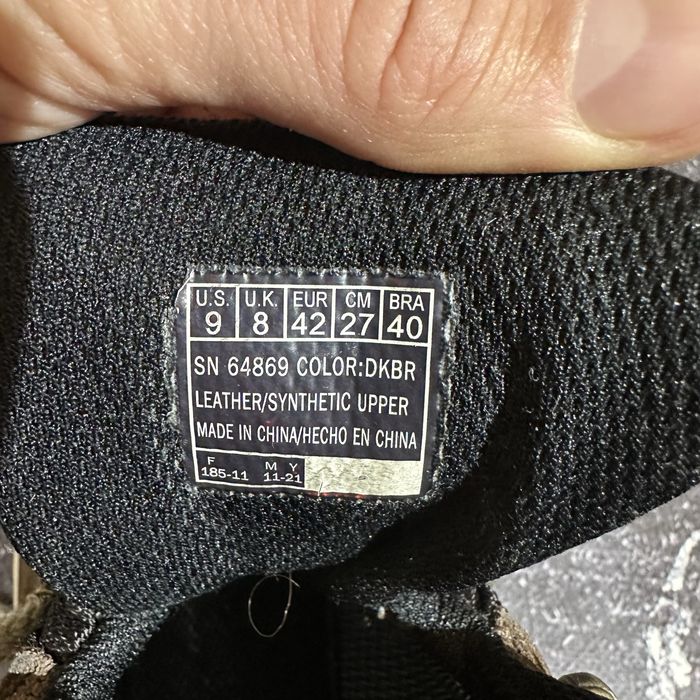 U.S. U.K. EUR CM BRA
9 8 42 27 40
SN 64869 COLOR:DKBR
LEATHER/SYNTHETIC UPPER
MADE IN CHINA/HECHO EN CHINA
F M Y
185-11 11-21